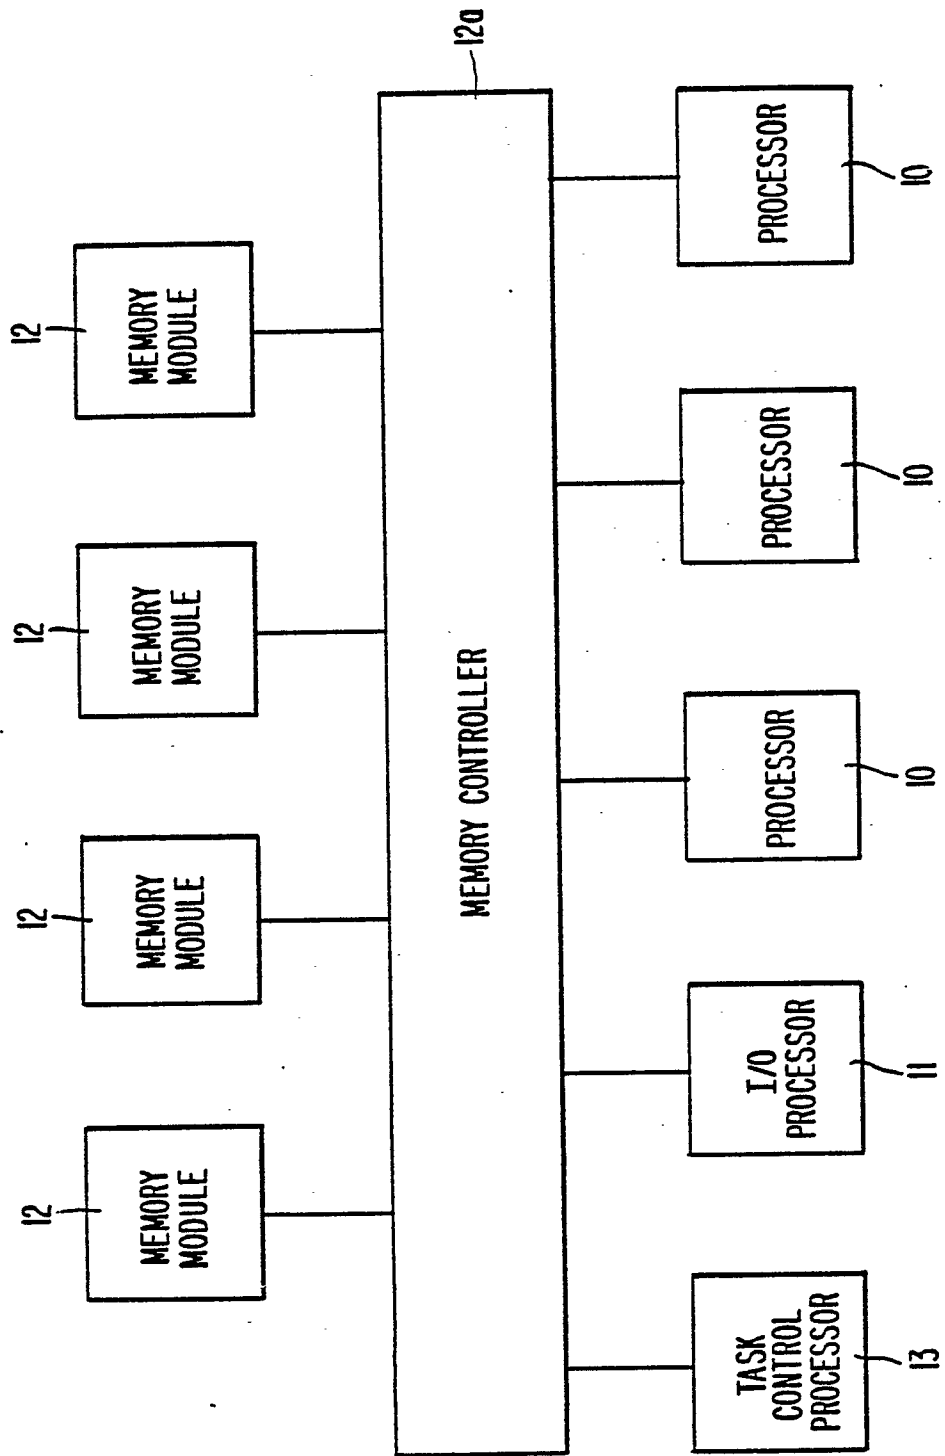 12
12
12
12
MEMORY
MODULE
MEMORY
MODULE
MEMORY
MODULE
MEMORY
MODULE
MEMORY CONTROLLER
12a
TASK
CONTROL
PROCESSOR
I/O
PROCESSOR
PROCESSOR
PROCESSOR
PROCESSOR
13
11
10
10
10